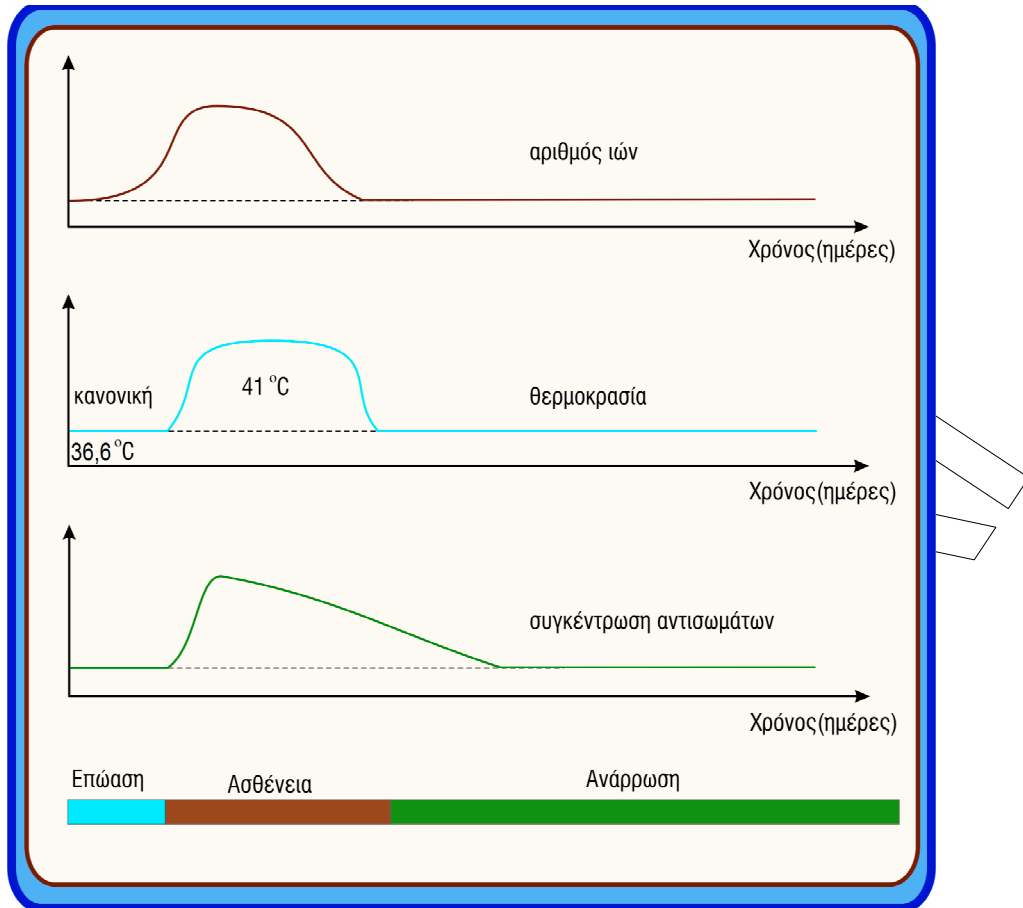 αριθμός ιών
Χρόνος(ημέρες)
κανονική
41 °C
θερμοκρασία
36,6 °C
Χρόνος(ημέρες)
συγκέντρωση αντισωμάτων
Χρόνος(ημέρες)
Επώαση
Ασθένεια
Ανάρρωση